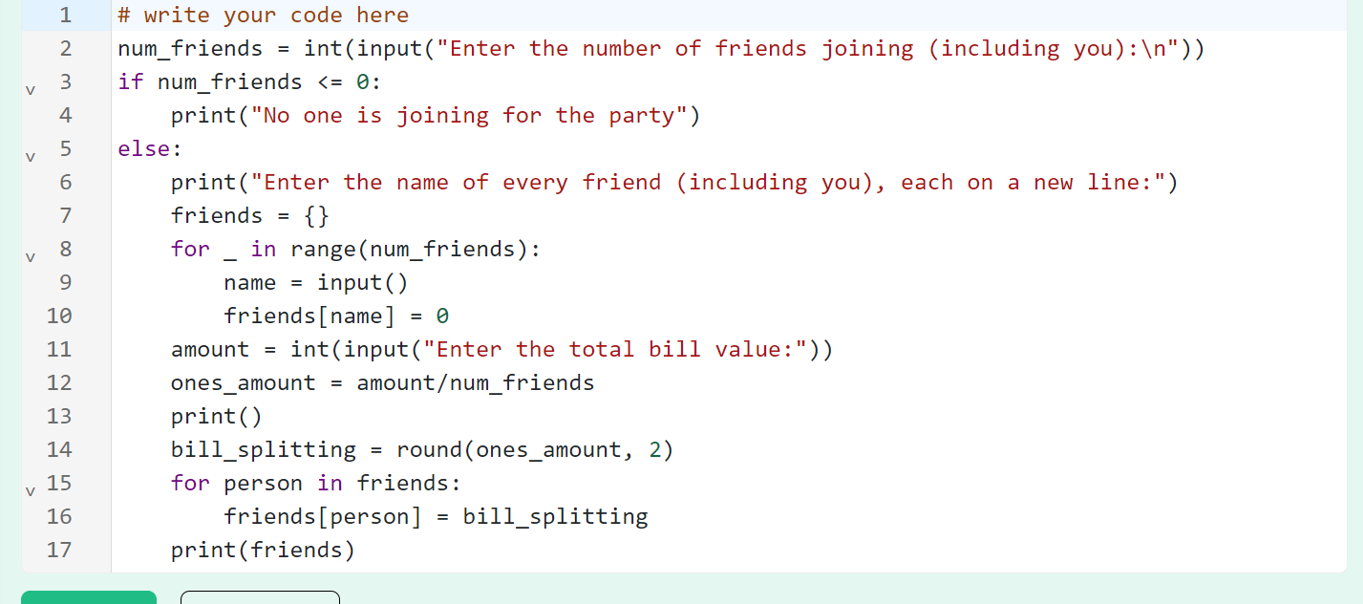 1 # write your code here
2 num_friends = int(input("Enter the number of friends joining (including you):\n"))
v 3 if num_friends <= 0:
4     print("No one is joining for the party")
v 5 else:
6     print("Enter the name of every friend (including you), each on a new line:")
7     friends = {}
v 8     for _ in range(num_friends):
9         name = input()
10         friends[name] = 0
11     amount = int(input("Enter the total bill value:"))
12     ones_amount = amount/num_friends
13     print()
14     bill_splitting = round(ones_amount, 2)
v 15     for person in friends:
16         friends[person] = bill_splitting
17     print(friends)